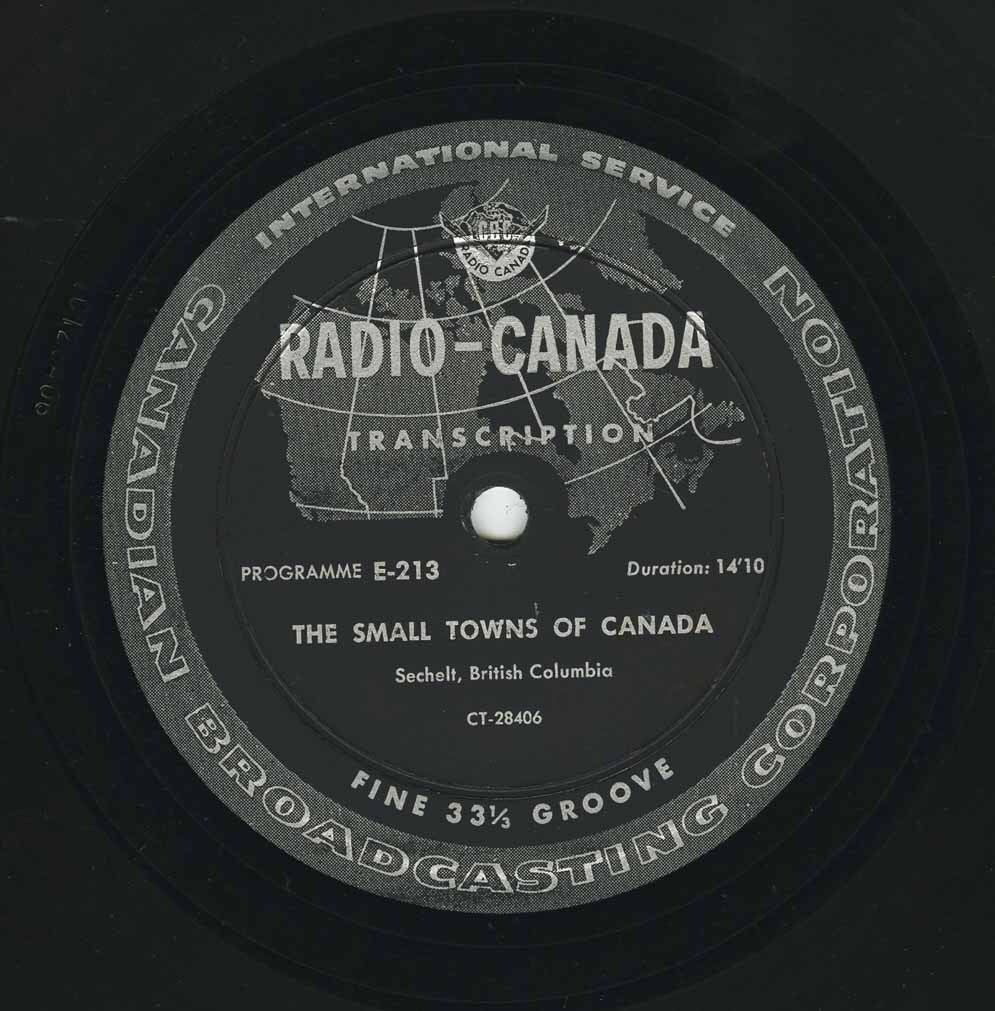 INTERNATIONAL SERVICE
CBC
RADIO CANADA
RADIO-CANADA
TRANSCRIPTION
PROGRAMME E-213
Duration: 14'10
THE SMALL TOWNS OF CANADA
Sechelt, British Columbia
CT-28406
FINE 33⅓ GROOVE
CANADIAN BROADCASTING CORPORATION